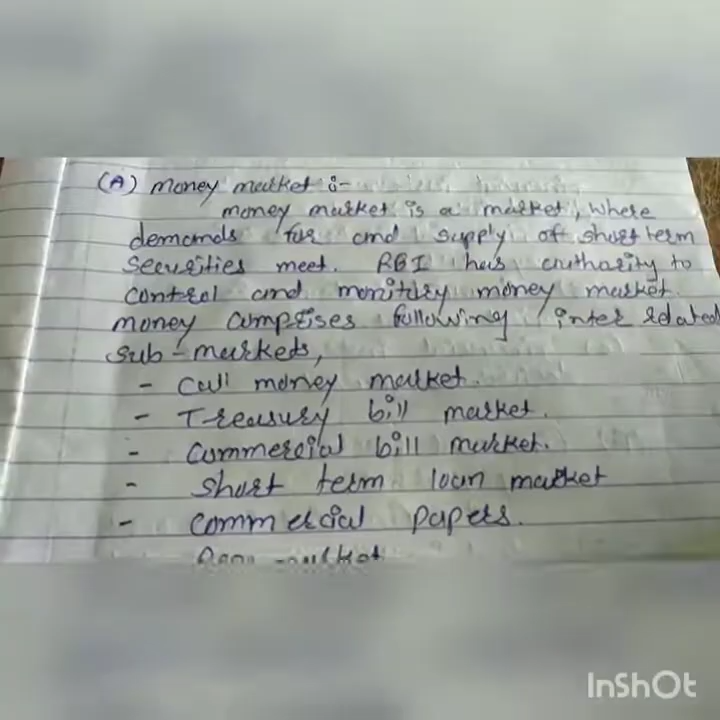 (A) Money market :-
money market is a market, where
demands for and supply of short term
securities meet. RBI has authority to
control and monitary money market.
money comprises following inter related
sub-markets,
- call money market.
- Treasury bill market.
- commercial bill market.
- short term loan market
- commercial papers.
market
InShOt